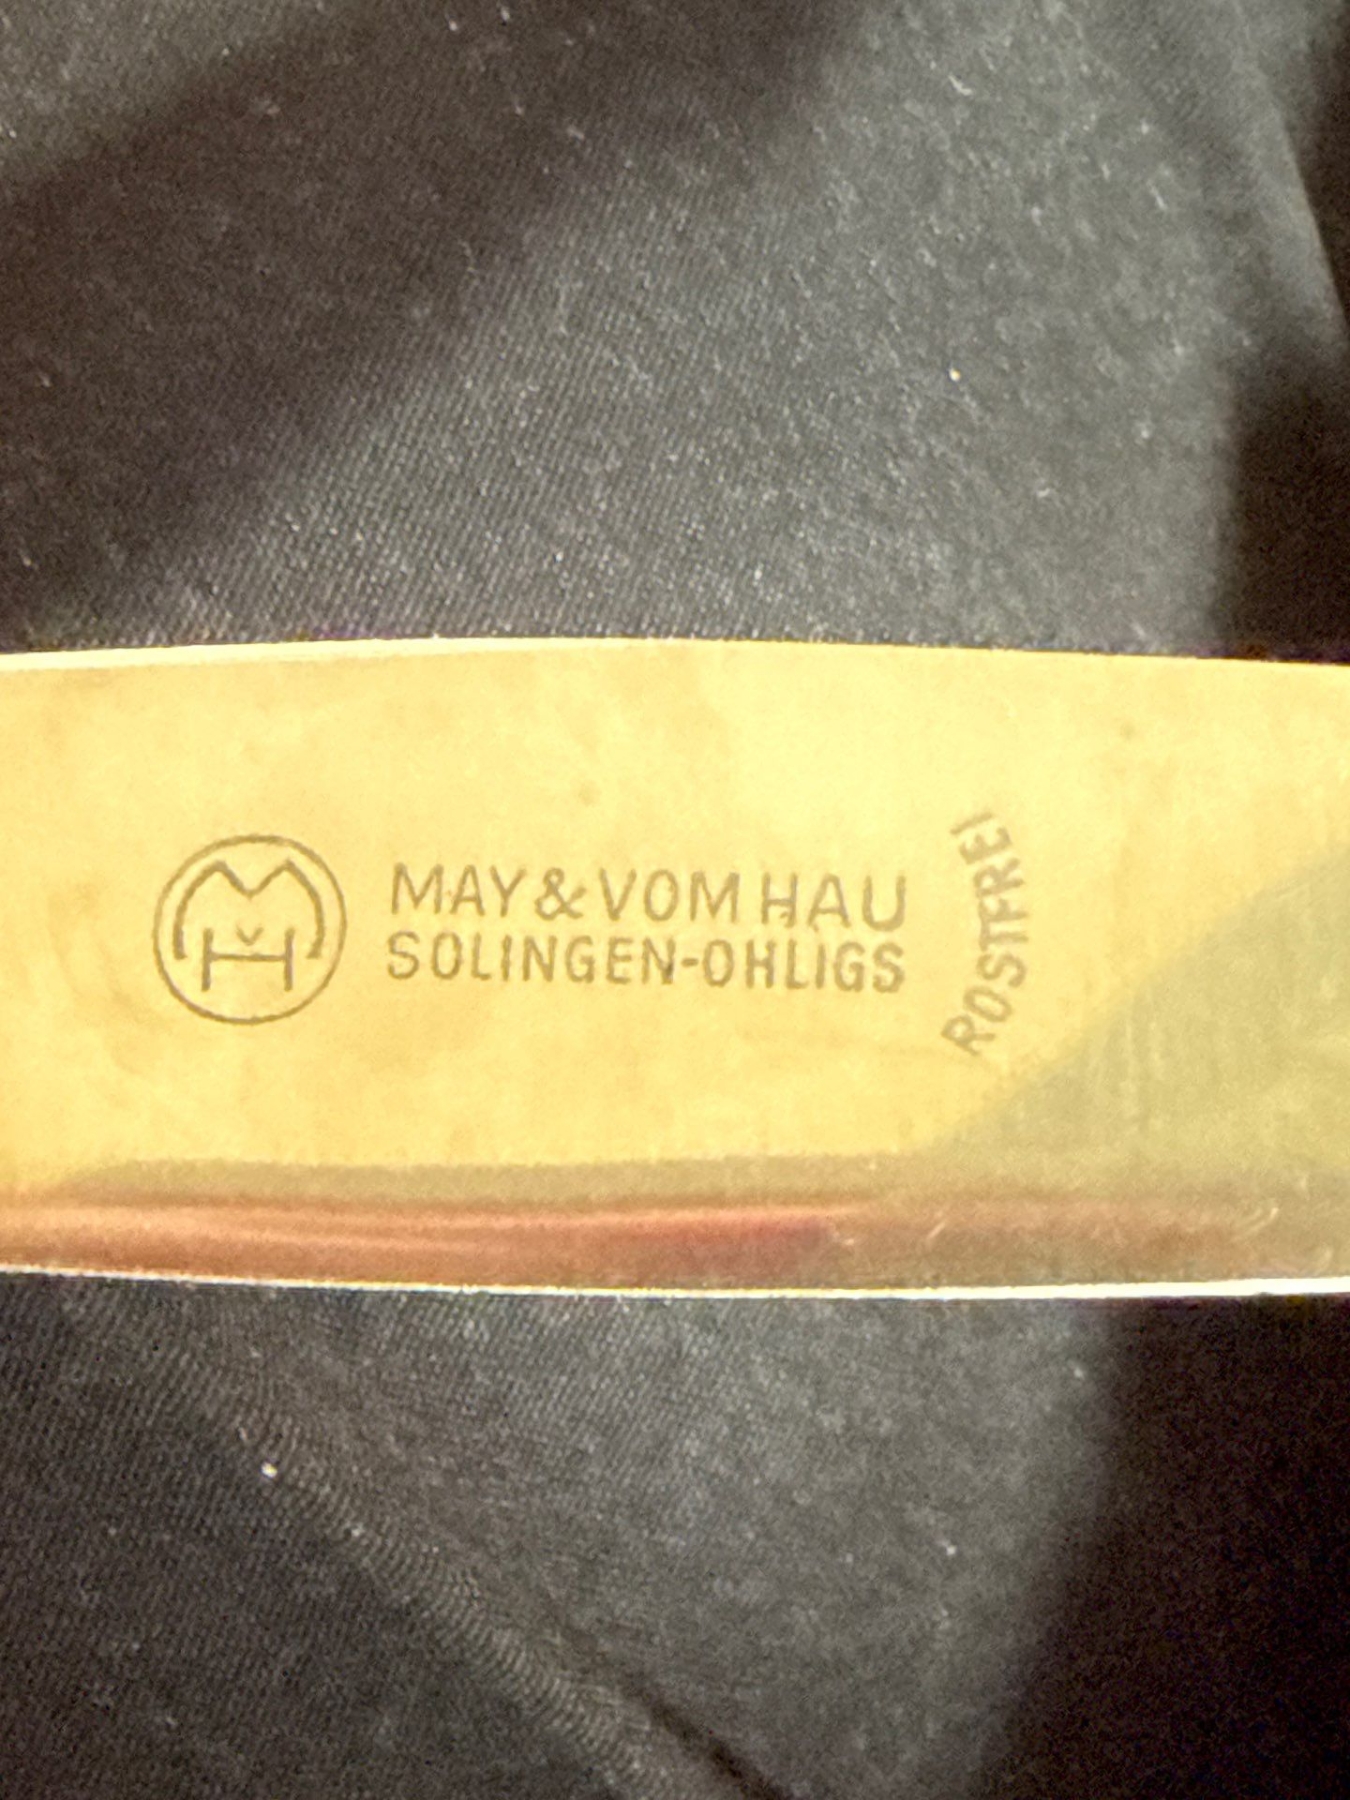 MAY & VOM HAU
SOLINGEN-OHLIGS
ROSTFREI